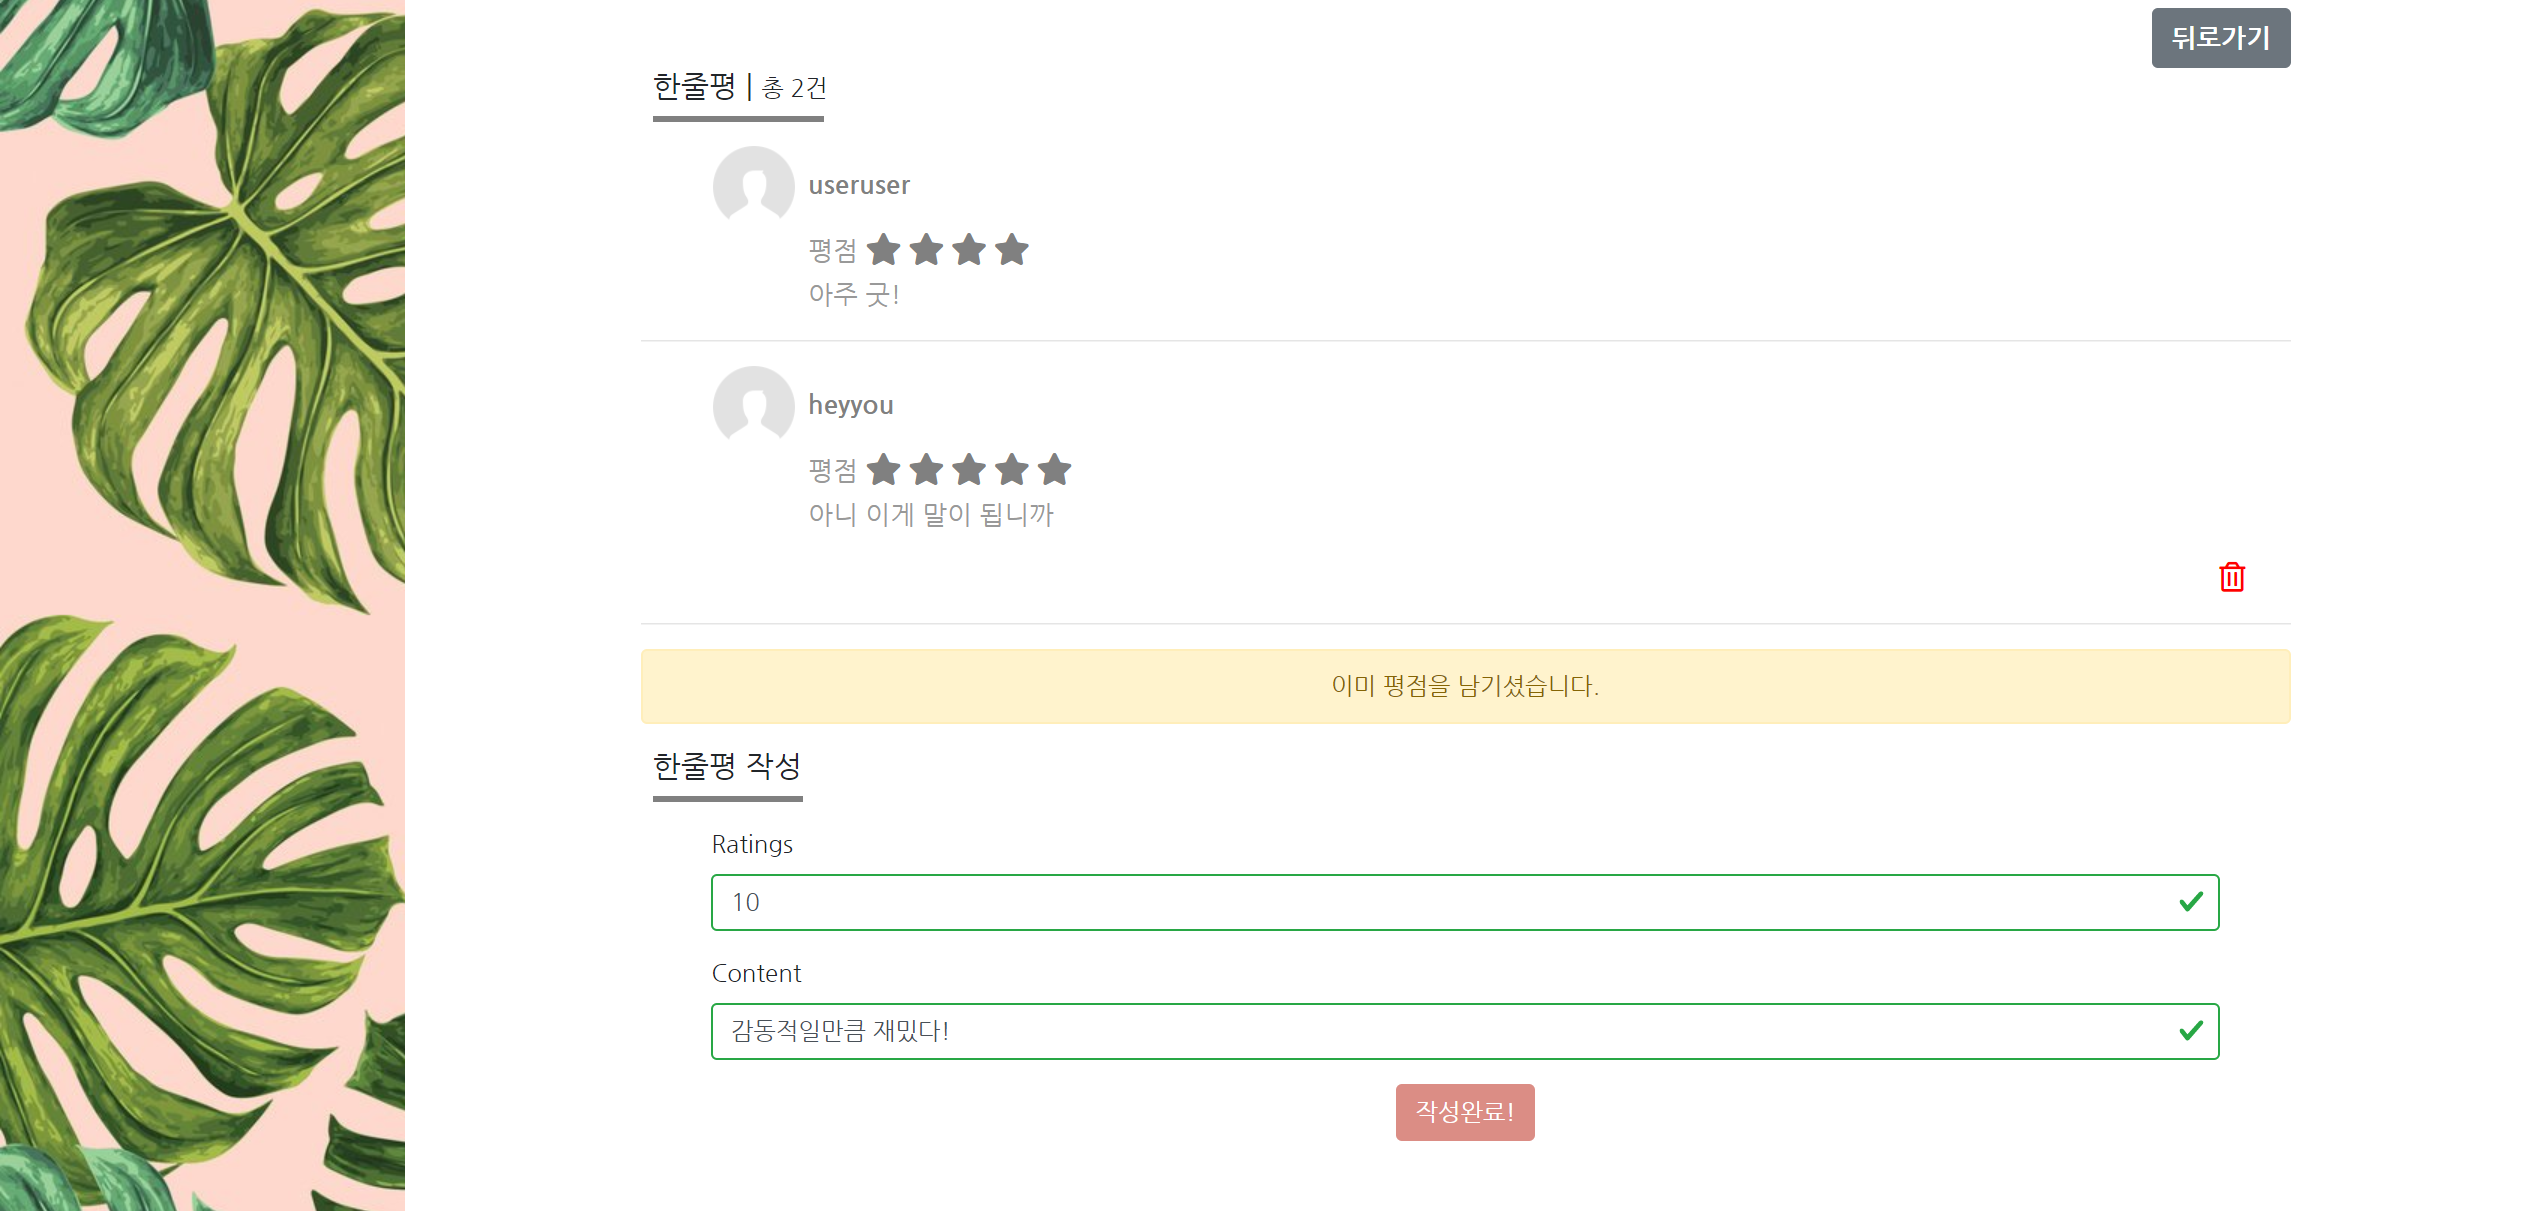 뒤로가기
한줄평 | 총 2건
useruser
평점
아주 굿!
heyyou
평점
아니 이게 말이 됩니까
이미 평점을 남기셨습니다.
한줄평 작성
Ratings
10
Content
감동적일만큼 재밌다!
작성완료!